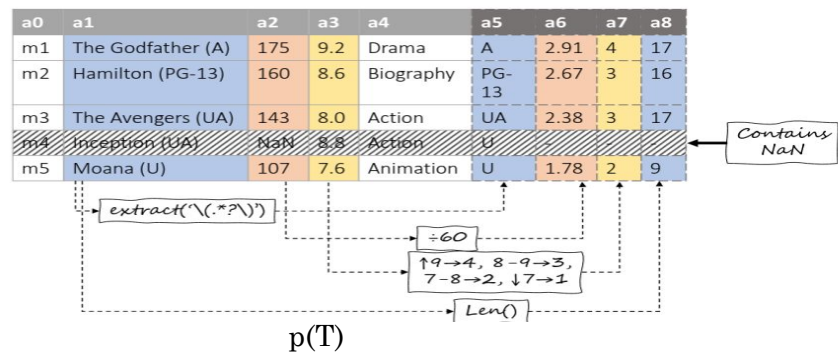 a0 a1 a2 a3 a4 a5 a6 a7 a8
m1 The Godfather (A) 175 9.2 Drama A 2.91 4 17
m2 Hamilton (PG-13) 160 8.6 Biography PG-
13 2.67 3 16
m3 The Avengers (UA) 143 8.0 Action UA 2.38 3 17
m4 Inception (UA) NaN 8.8 Action U - - -
m5 Moana (U) 107 7.6 Animation U 1.78 2 9
Contains
NaN
extract('\(.*?\)')
÷60
↑9→4, 8-9→3,
7-8→2, ↓7→1
Len()
p(T)